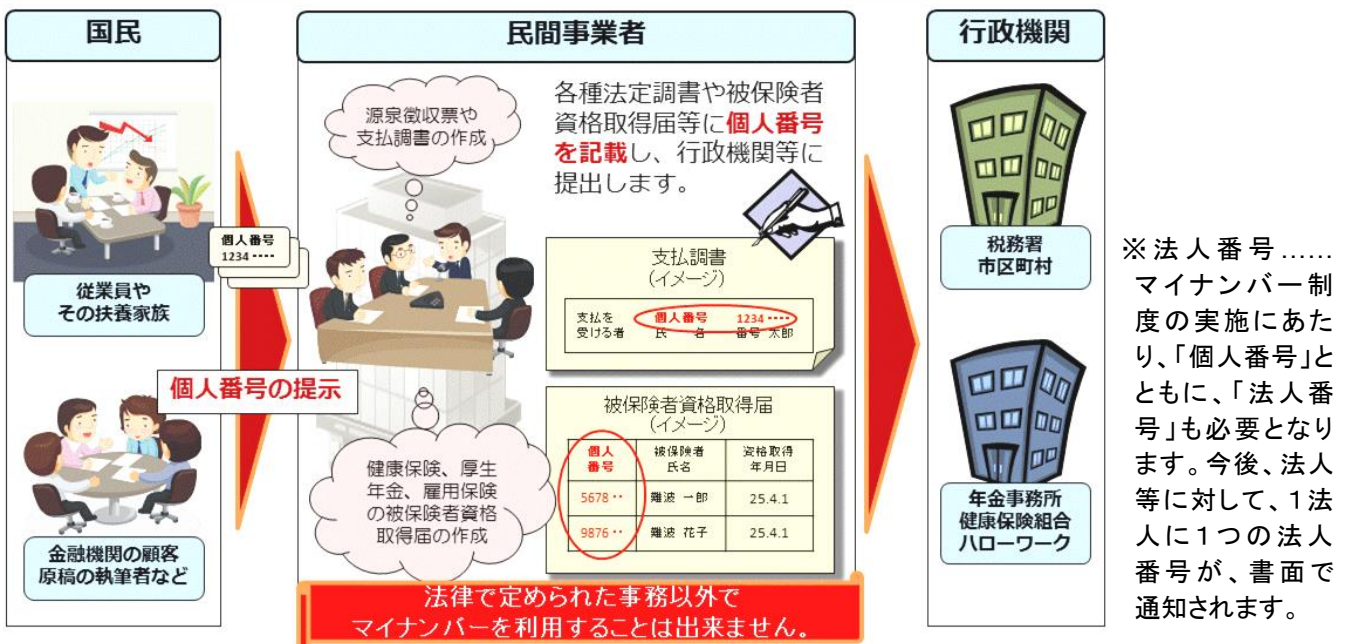 国民
従業員や
その扶養家族
金融機関の顧客
原稿の執筆者など
個人番号
1234 ････
個人番号の提示
民間事業者
源泉徴収票や
支払調書の作成
各種法定調書や被保険者
資格取得届等に個人番号
を記載し、行政機関等に
提出します。
支払調書
(イメージ)
支払を 個人番号 1234 ････
受ける者 氏 名 番号 太郎
健康保険、厚生
年金、雇用保険
の被保険者資格
取得届の作成
被保険者資格取得届
(イメージ)
個人 被保険者 資格取得
番号 氏名 年月日
5678 ･･ 難波 一郎 25.4.1
9876 ･･ 難波 花子 25.4.1
法律で定められた事務以外で
マイナンバーを利用することは出来ません。
行政機関
税務署
市区町村
年金事務所
健康保険組合
ハローワーク
※法人番号……
マイナンバー制
度の実施にあた
り、「個人番号」と
ともに、「法人番
号」も必要となり
ます。今後、法人
等に対して、1法
人に1つの法人
番号が、書面で
通知されます。